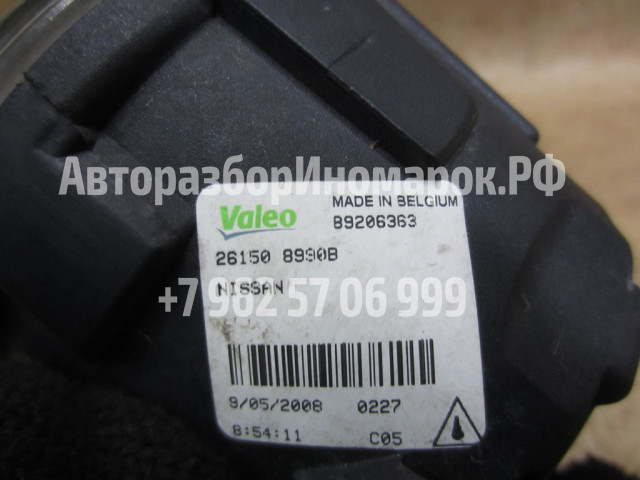 АвторазборИномарок.РФ
Valeo
MADE IN BELGIUM
89206363
26150 8990B
NISSAN
+7 962 57 06 999
9/05/2008 0227
8:54:11 C05